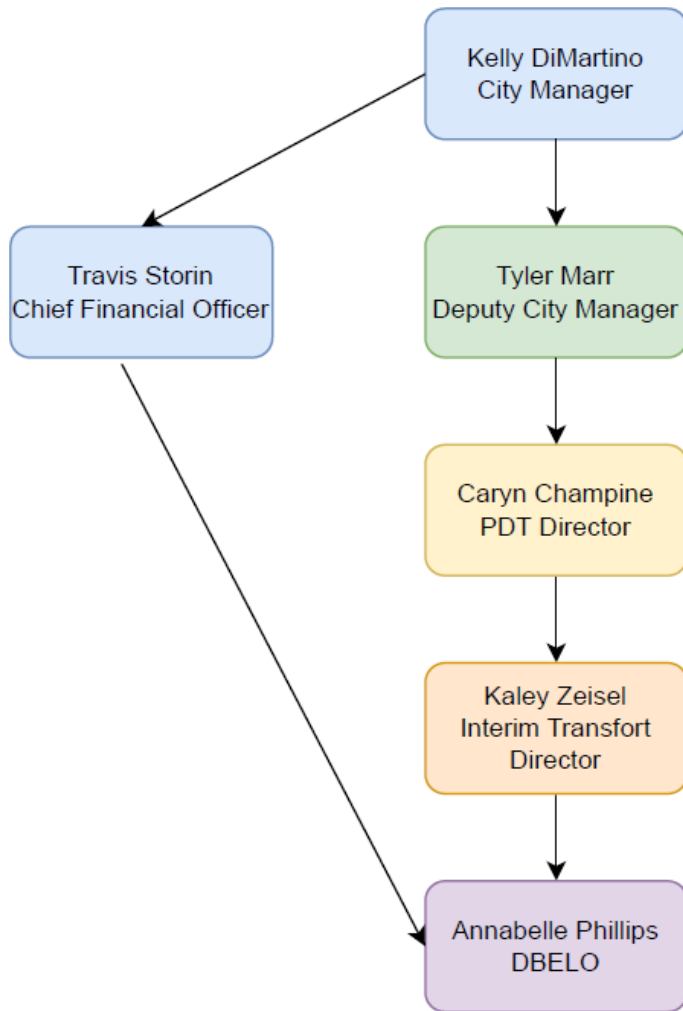 Kelly DiMartino
City Manager
Travis Storin
Chief Financial Officer
Tyler Marr
Deputy City Manager
Caryn Champine
PDT Director
Kaley Zeisel
Interim Transfort
Director
Annabelle Phillips
DBELO